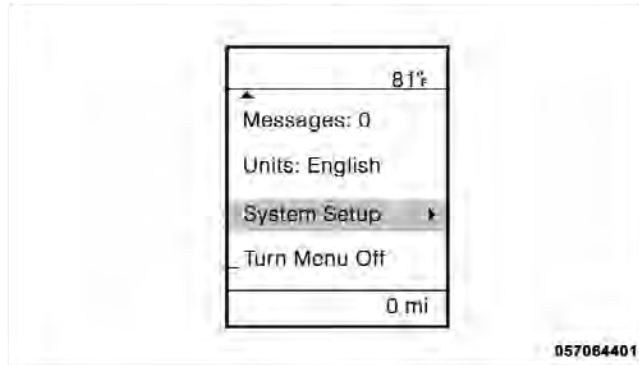 81°F
Messages: 0
Units: English
System Setup
Turn Menu Off
0 mi
057064401